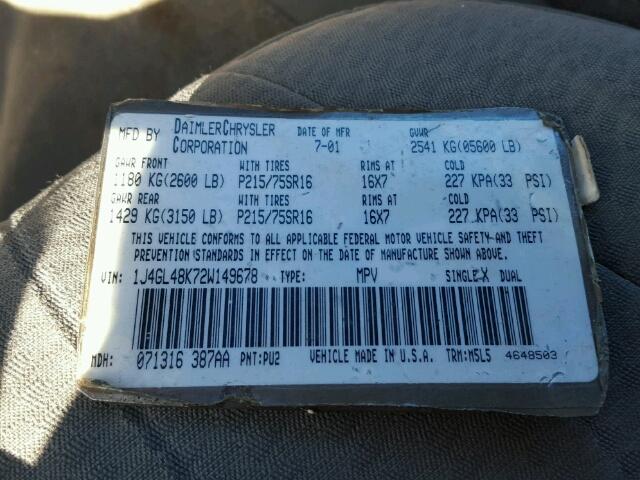 MFD BY DAIMLERCHRYSLER CORPORATION DATE OF MFR 7-01 GVWR 2541 KG(05600 LB)
GAWR FRONT WITH TIRES RIMS AT COLD
1180 KG(2600 LB) P215/75SR16 16X7 227 KPA(33 PSI)
GAWR REAR WITH TIRES RIMS AT COLD
1429 KG(3150 LB) P215/75SR16 16X7 227 KPA(33 PSI)
THIS VEHICLE CONFORMS TO ALL APPLICABLE FEDERAL MOTOR VEHICLE SAFETY AND THEFT
PREVENTION STANDARDS IN EFFECT ON THE DATE OF MANUFACTURE SHOWN ABOVE.
VIN: 1J4GL48K72W149678 TYPE: MPV SINGLE X DUAL
MDH: 071316 387AA PNT:PU2 VEHICLE MADE IN U.S.A. TRM:M5L5 4648503